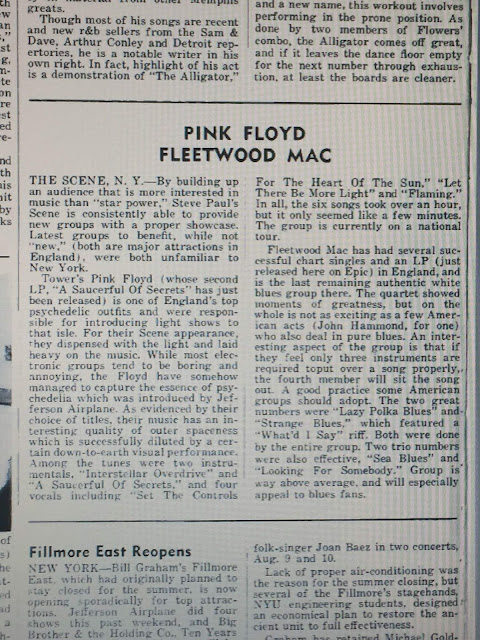 greats.
Though most of his songs are recent
and new r&b sellers from the Sam &
Dave, Arthur Conley and Detroit rep-
ertories, he is a notable writer in his
own right. In fact, highlight of his act
is a demonstration of "The Alligator,"
and a new name, this workout involves
performing in the prone position. As
done by two members of Flowers'
combo, the Alligator comes off great,
and if it leaves the dance floor empty
for the next number through exhaus-
tion, at least the boards are cleaner.
PINK FLOYD
FLEETWOOD MAC
THE SCENE, N. Y.—By building up
an audience that is more interested in
music than "star power," Steve Paul's
Scene is consistently able to provide
new groups with a proper showcase.
Latest groups to benefit, while not
"new," (both are major attractions in
England), were both unfamiliar to
New York.
Tower's Pink Floyd (whose second
LP, "A Saucerful Of Secrets" has just
been released) is one of England's top
psychedelic outfits and were respon-
sible for introducing light shows to
that isle. For their Scene appearance,
they dispensed with the light and laid
heavy on the music. While most elec-
tronic groups tend to be boring and
annoying, the Floyd have somehow
managed to capture the essence of psy-
chedelia which was introduced by Jef-
ferson Airplane. As evidenced by their
choice of titles, their music has an in-
teresting quality of outer spaceness
which is successfully diluted by a cer-
tain down-to-earth visual performance.
Among the tunes were two instru-
mentals, "Interstellar Overdrive" and
"A Saucerful Of Secrets," and four
vocals including "Set The Controls
For The Heart Of The Sun," "Let
There Be More Light" and "Flaming."
In all, the six songs took over an hour,
but it only seemed like a few minutes.
The group is currently on a national
tour.
Fleetwood Mac has had several suc-
cessful chart singles and an LP (just
released here on Epic) in England, and
is the last remaining authentic white
blues group there. The quartet showed
moments of greatness, but on the
whole is not as exciting as a few Amer-
ican acts (John Hammond, for one)
who also deal in pure blues. An inter-
esting aspect of the group is that if
they feel only three instruments are
required toput over a song properly,
the fourth member will sit the song
out. A good practice some American
groups should adopt. The two great
numbers were "Lazy Polka Blues" and
"Strange Blues," which featured a
"What'd I Say" riff. Both were done
by the entire group. Two trio numbers
were also effective, "Sea Blues" and
"Looking For Somebody." Group is
way above average, and will especially
appeal to blues fans.
Fillmore East Reopens
NEW YORK—Bill Graham's Fillmore
East, which had originally planned to
stay closed for the summer, is now
opening sporadically for top attrac-
tions. Jefferson Airplane did four
shows this past weekend, and Big
Brother & the Holding Co., Ten Years
folk-singer Joan Baez in two concerts,
Aug. 9 and 10.
Lack of proper air-conditioning was
the reason for the summer closing, but
several of the Fillmore's stagehands,
NYU engineering students, designed
an economical plan to restore the an-
cient unit to full effectiveness.